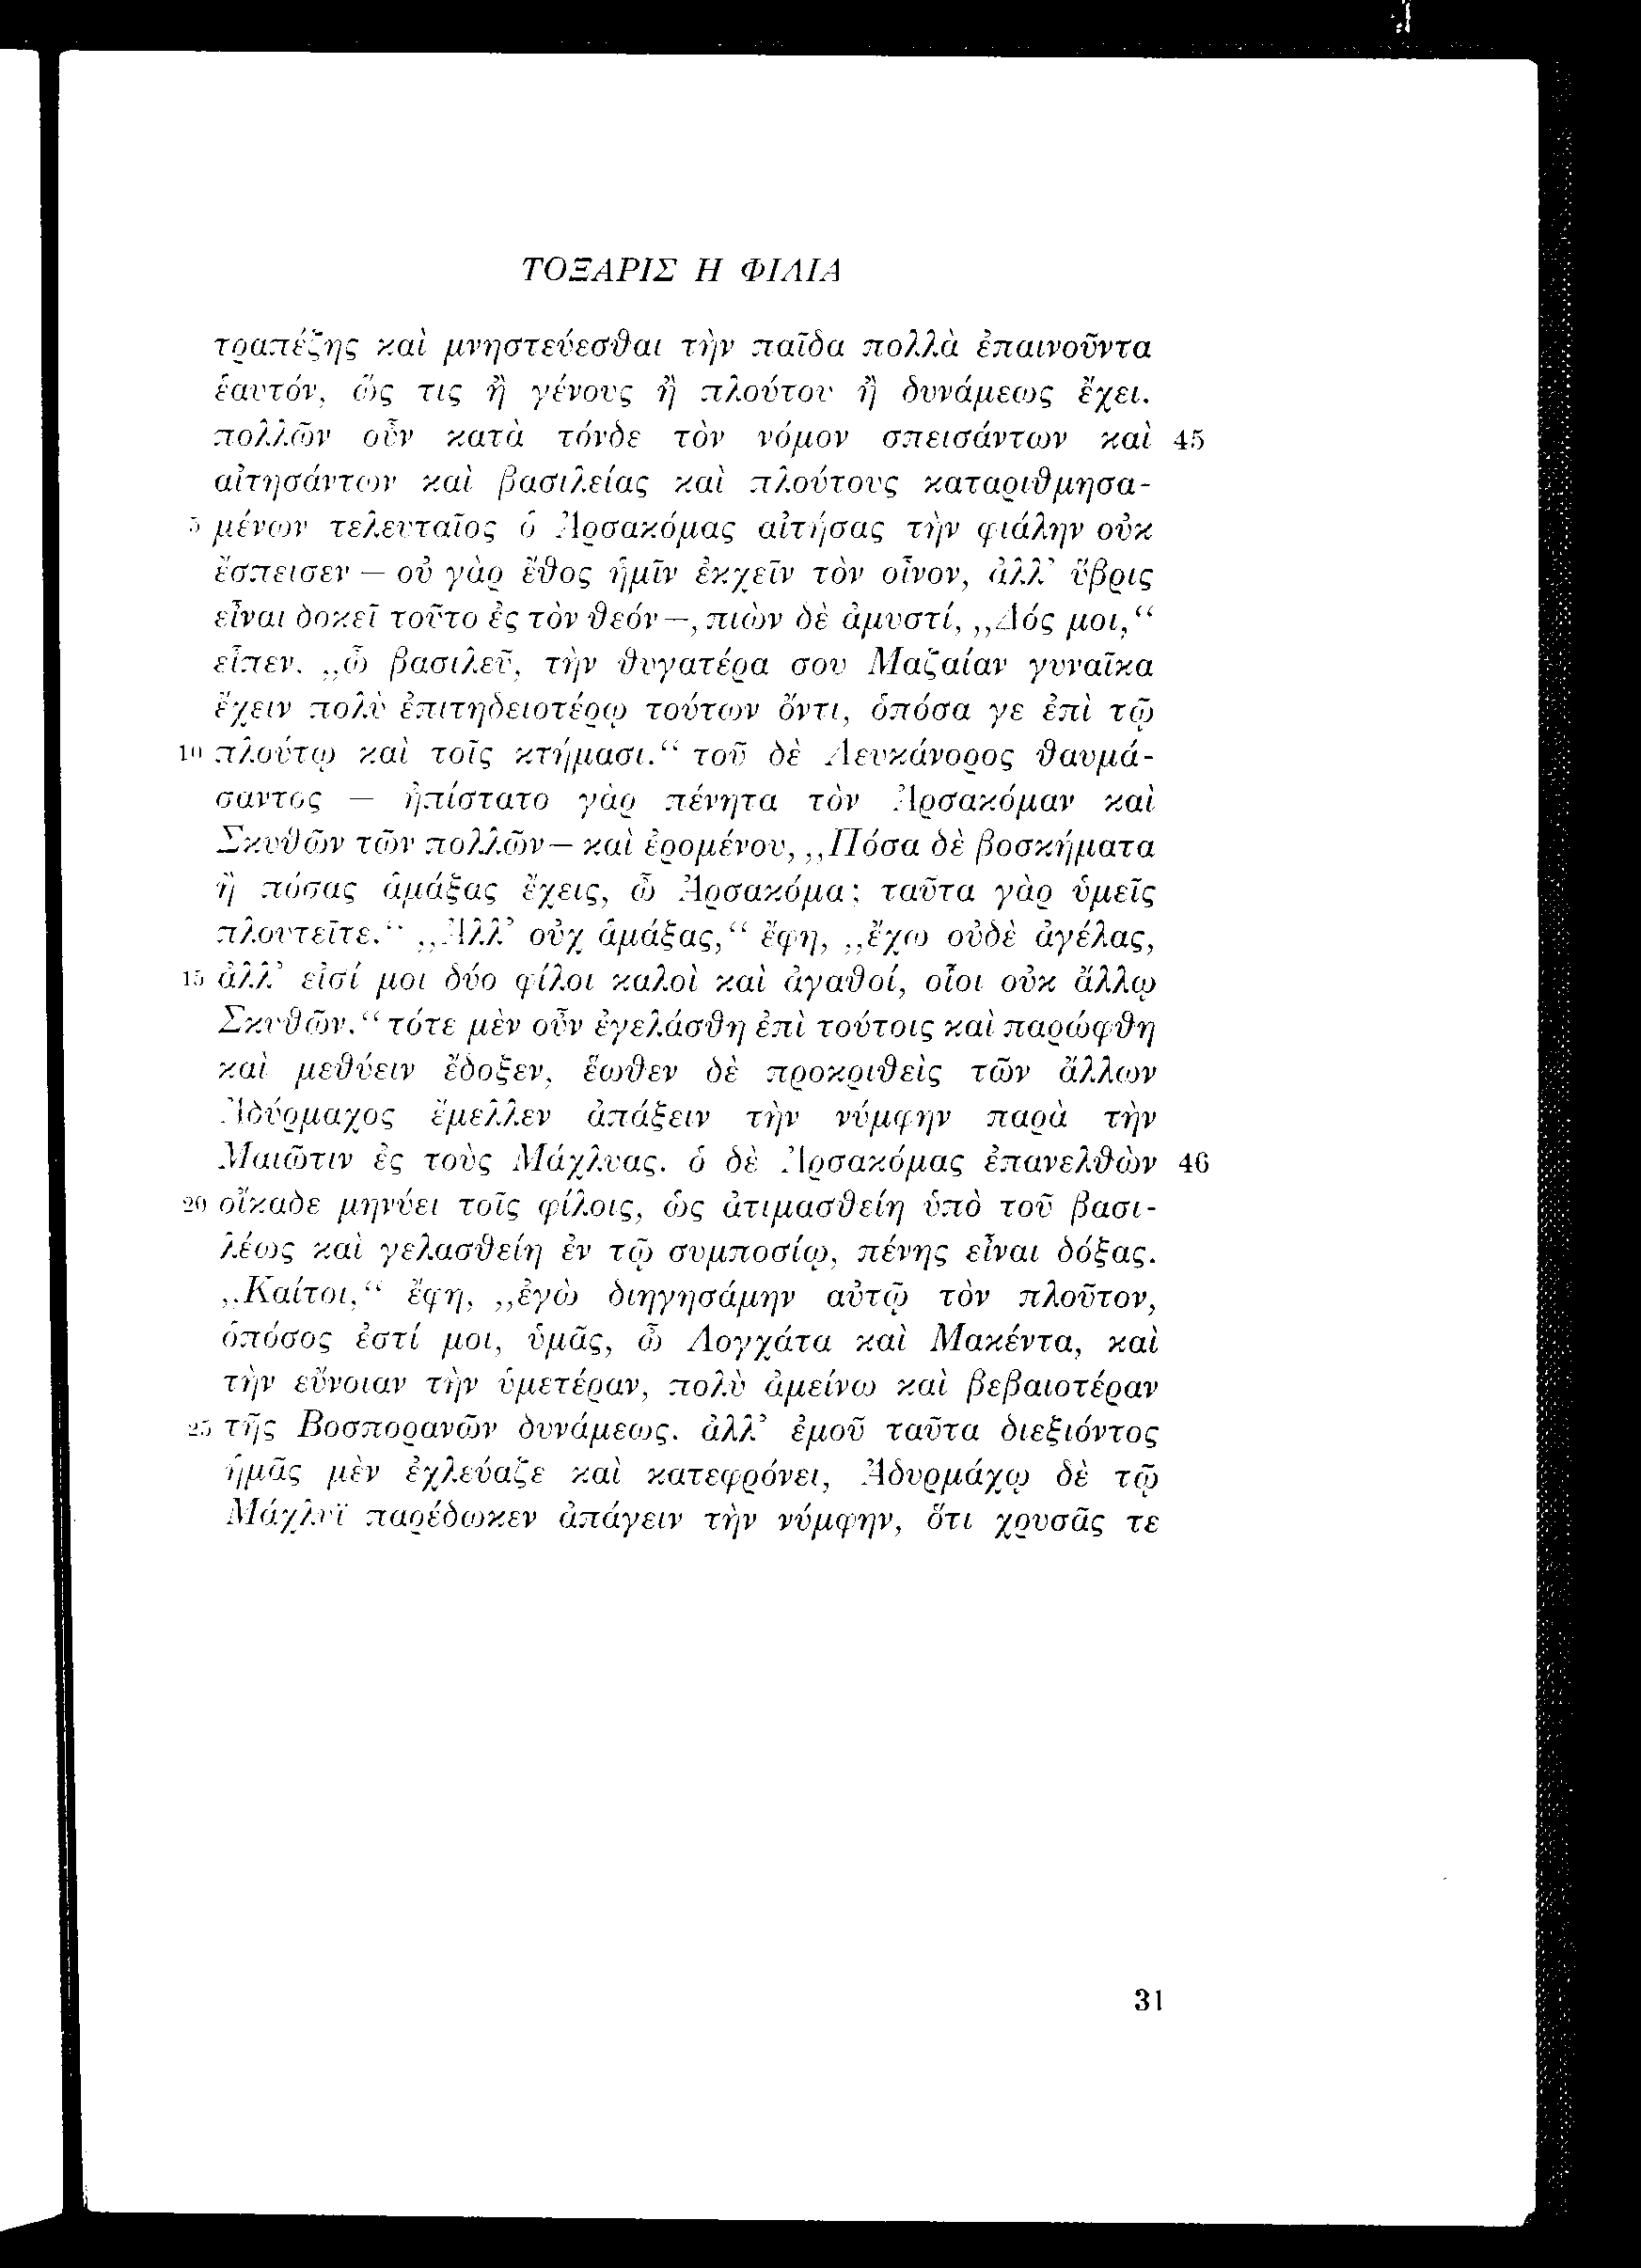 ΤΟΞΑΡΙΣ Η ΦΙΛΙΑ
τραπέζης καὶ μνηστεύεσθαι τὴν παῖδα πολλὰ ἐπαινοῦντα
ἑαυτόν, ὥς τις ἢ γένους ἢ πλούτου ἢ δυνάμεως ἔχει.
πολλῶν οὖν κατὰ τόνδε τὸν νόμον σπεισάντων καὶ 45
αἰτησάντων καὶ βασιλείας καὶ πλούτους καταριθμησα-
5 μένων τελευταῖος ὁ Ἀρσακόμας αἰτήσας τὴν φιάλην οὐκ
ἔσπεισεν — οὐ γὰρ ἔθος ἡμῖν ἐκχεῖν τὸν οἶνον, ἀλλ’ ὕβρις
εἶναι δοκεῖ τοῦτο ἐς τὸν θεόν —, πιὼν δὲ ἀμυστί, „Δός μοι,“
εἶπεν, „ὦ βασιλεῦ, τὴν θυγατέρα σου Μαζαίαν γυναῖκα
ἔχειν πολὺ ἐπιτηδειοτέρῳ τούτων ὄντι, ὁπόσα γε ἐπὶ τῷ
10 πλούτῳ καὶ τοῖς κτήμασι.“ τοῦ δὲ Λευκάνορος θαυμά-
σαντος — ἠπίστατο γὰρ πένητα τὸν Ἀρσακόμαν καὶ
Σκυθῶν τῶν πολλῶν — καὶ ἐρομένου, „Πόσα δὲ βοσκήματα
ἢ πόσας ἁμάξας ἔχεις, ὦ Ἀρσακόμα; ταῦτα γὰρ ὑμεῖς
πλουτεῖτε.“ „Ἀλλ’ οὐχ ἁμάξας,“ ἔφη, „ἔχω οὐδὲ ἀγέλας,
15 ἀλλ’ εἰσί μοι δύο φίλοι καλοὶ καὶ ἀγαθοί, οἷοι οὐκ ἄλλῳ
Σκυθῶν.“ τότε μὲν οὖν ἐγελάσθη ἐπὶ τούτοις καὶ παρώφθη
καὶ μεθύειν ἔδοξεν, ἕωθεν δὲ προκριθεὶς τῶν ἄλλων
Ἀδύρμαχος ἔμελλεν ἀπάξειν τὴν νύμφην παρὰ τὴν
Μαιῶτιν ἐς τοὺς Μάχλυας. ὁ δὲ Ἀρσακόμας ἐπανελθὼν 46
20 οἴκαδε μηνύει τοῖς φίλοις, ὡς ἀτιμασθείη ὑπὸ τοῦ βασι-
λέως καὶ γελασθείη ἐν τῷ συμποσίῳ, πένης εἶναι δόξας.
„Καίτοι,“ ἔφη, „ἐγὼ διηγησάμην αὐτῷ τὸν πλοῦτον,
ὁπόσος ἐστί μοι, ὑμᾶς, ὦ Λογχάτα καὶ Μακέντα, καὶ
τὴν εὔνοιαν τὴν ὑμετέραν, πολὺ ἀμείνω καὶ βεβαιοτέραν
25 τῆς Βοσπορανῶν δυνάμεως. ἀλλ’ ἐμοῦ ταῦτα διεξιόντος
ἡμᾶς μὲν ἐχλεύαζε καὶ κατεφρόνει, Ἀδυρμάχῳ δὲ τῷ
Μάχλυϊ παρέδωκεν ἀπάγειν τὴν νύμφην, ὅτι χρυσᾶς τε
31